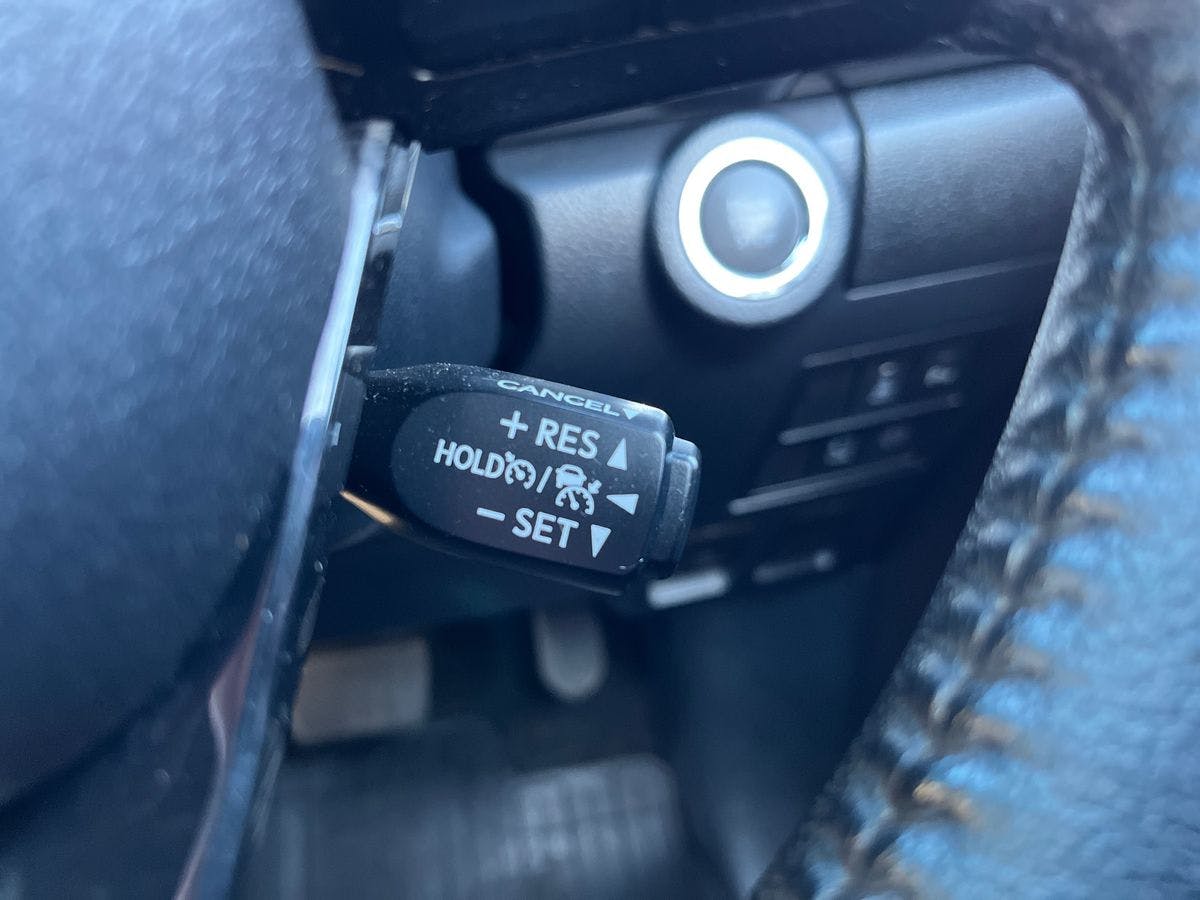 CANCEL
+ RES
HOLD /
− SET